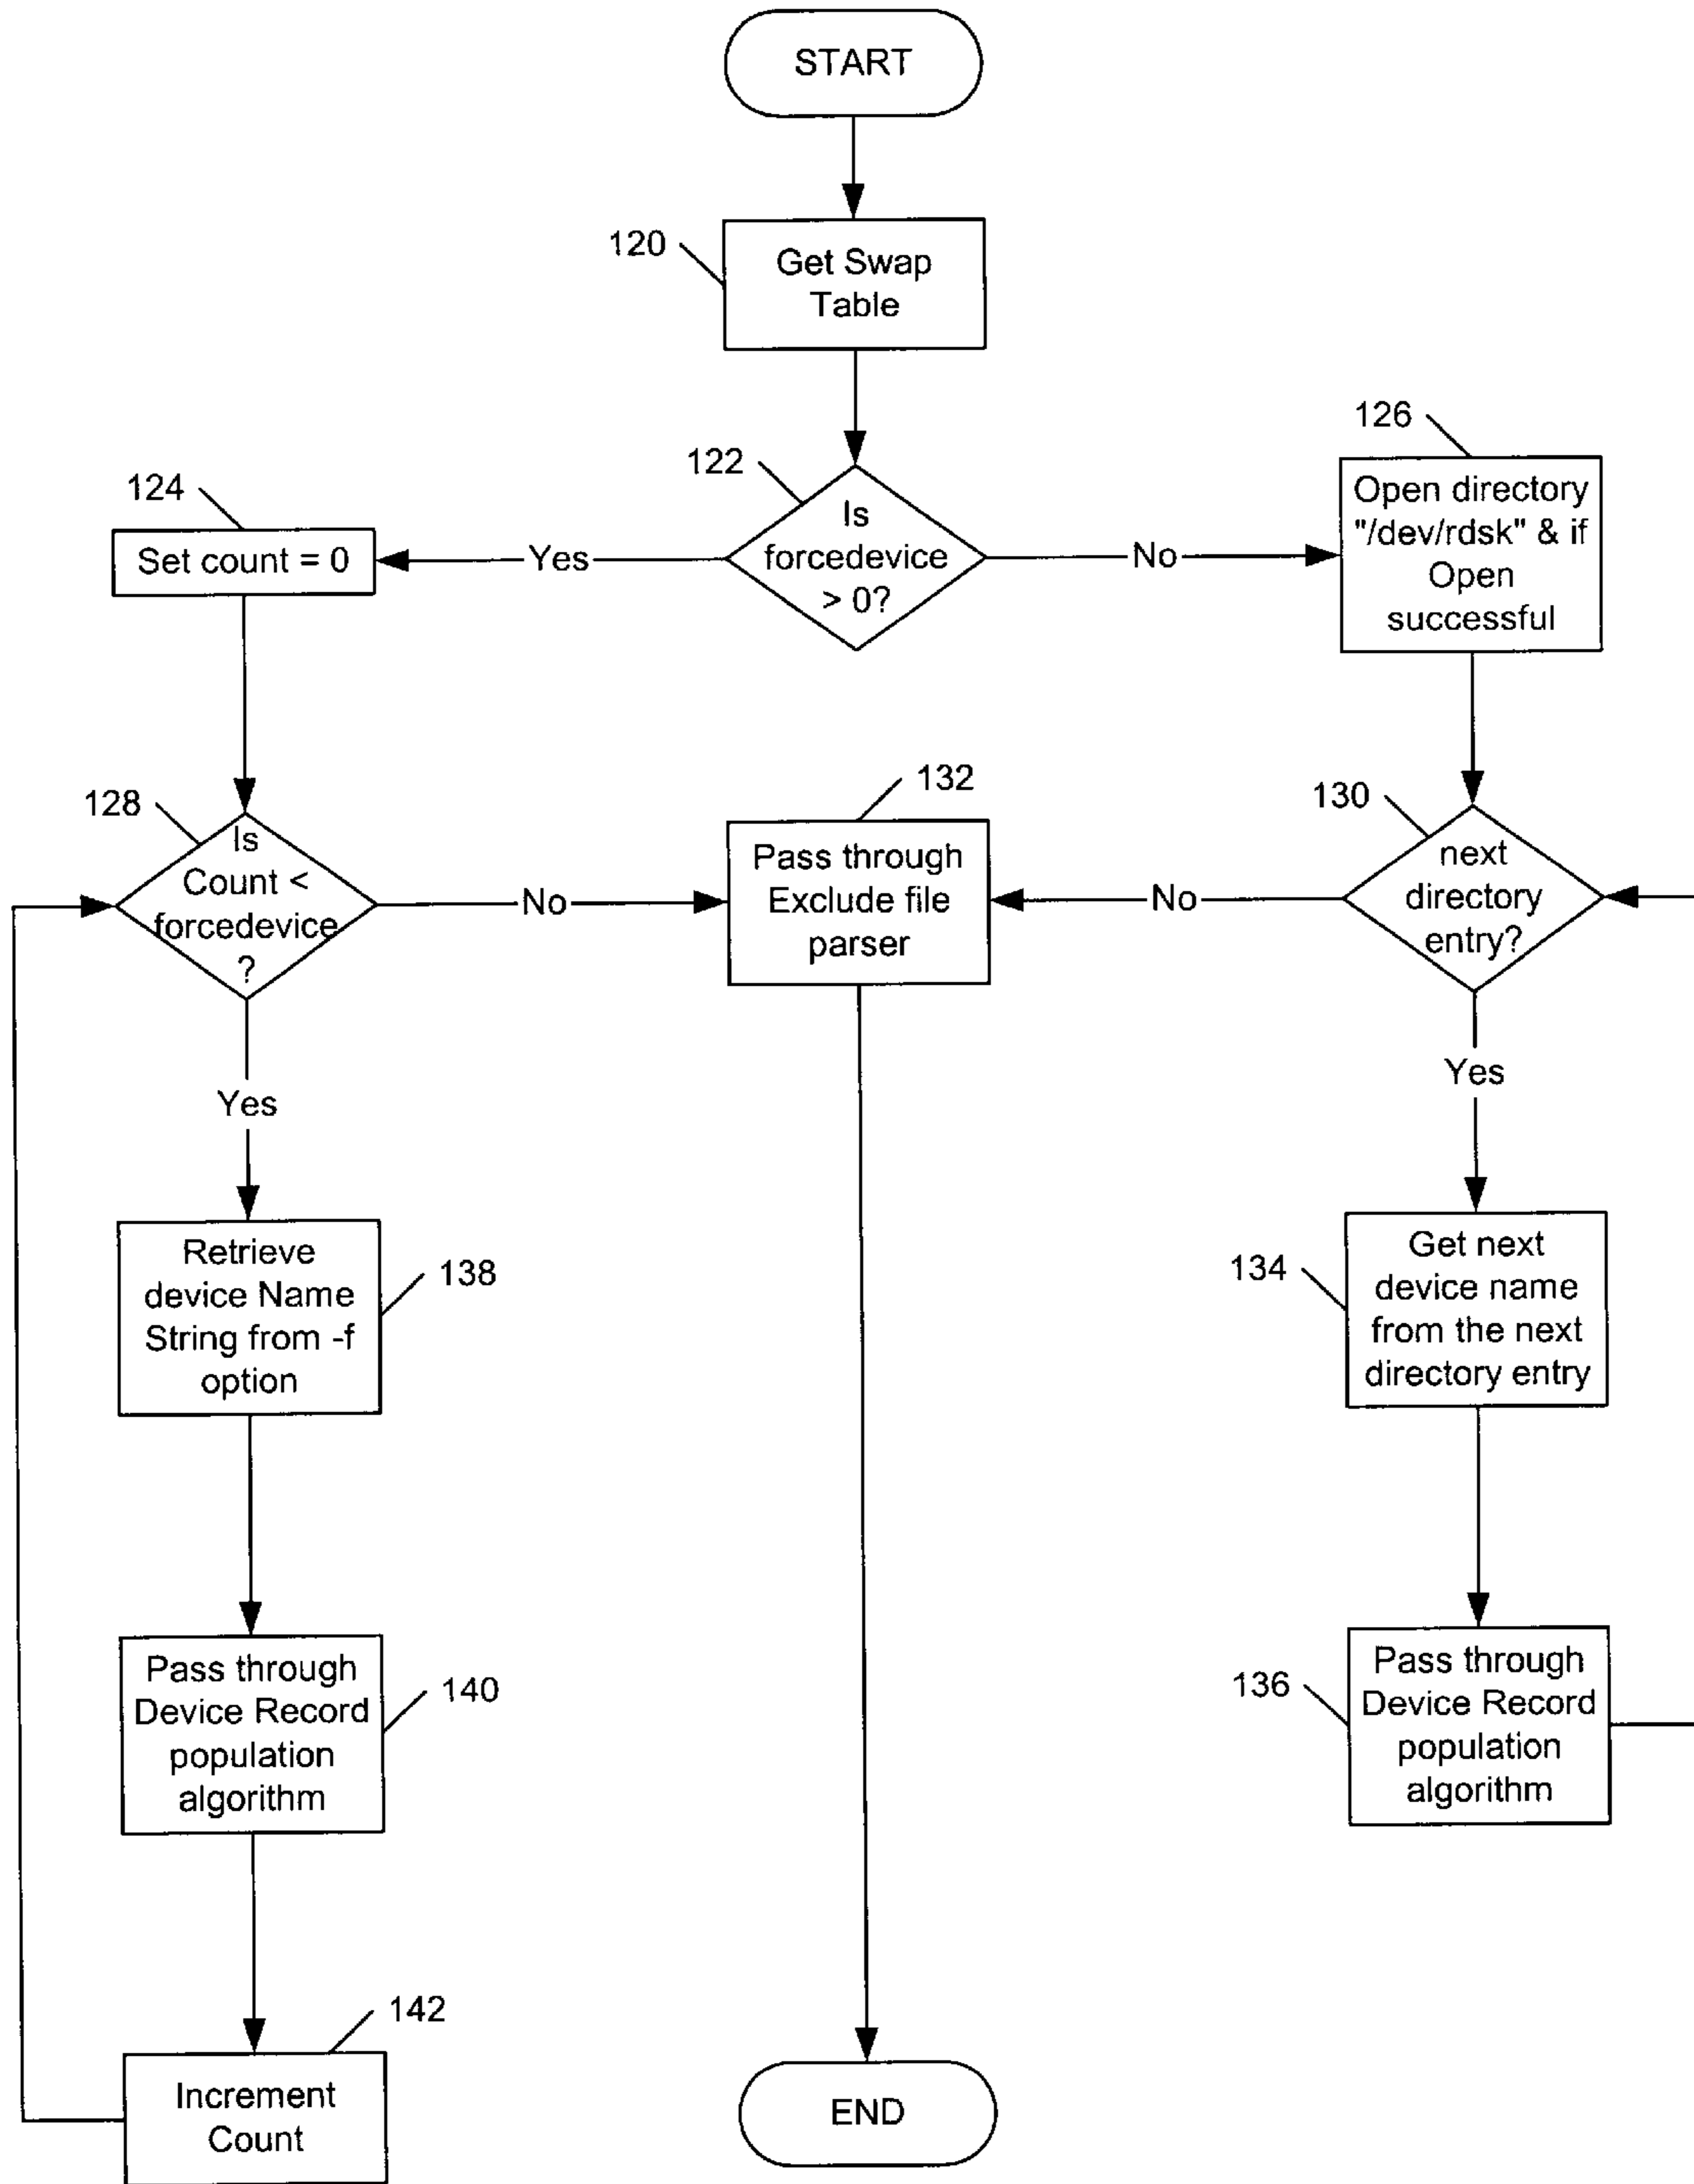 START
120
Get Swap
Table
126
122
124
Is
forcedevice
> 0?
Open directory
"/dev/rdsk" & if
Open
successful
Set count = 0
Yes
No
132
128
130
Is
Count <
forcedevice
?
No
Pass through
Exclude file
parser
No
next
directory
entry?
Yes
Yes
Retrieve
device Name
String from -f
option
138
134
Get next
device name
from the next
directory entry
Pass through
Device Record
population
algorithm
140
136
Pass through
Device Record
population
algorithm
142
Increment
Count
END